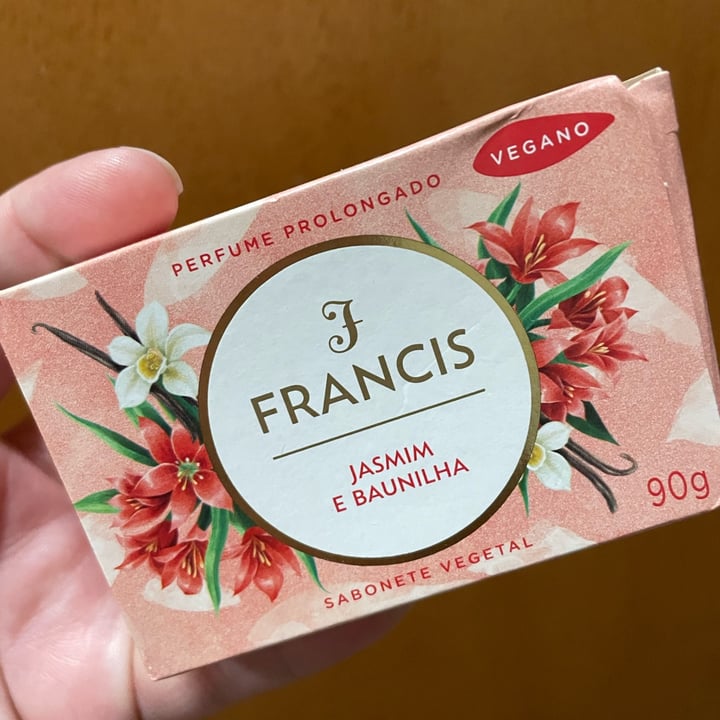 VEGANO
PERFUME PROLONGADO
F
FRANCIS
JASMIM
E BAUNILHA
90g
SABONETE VEGETAL